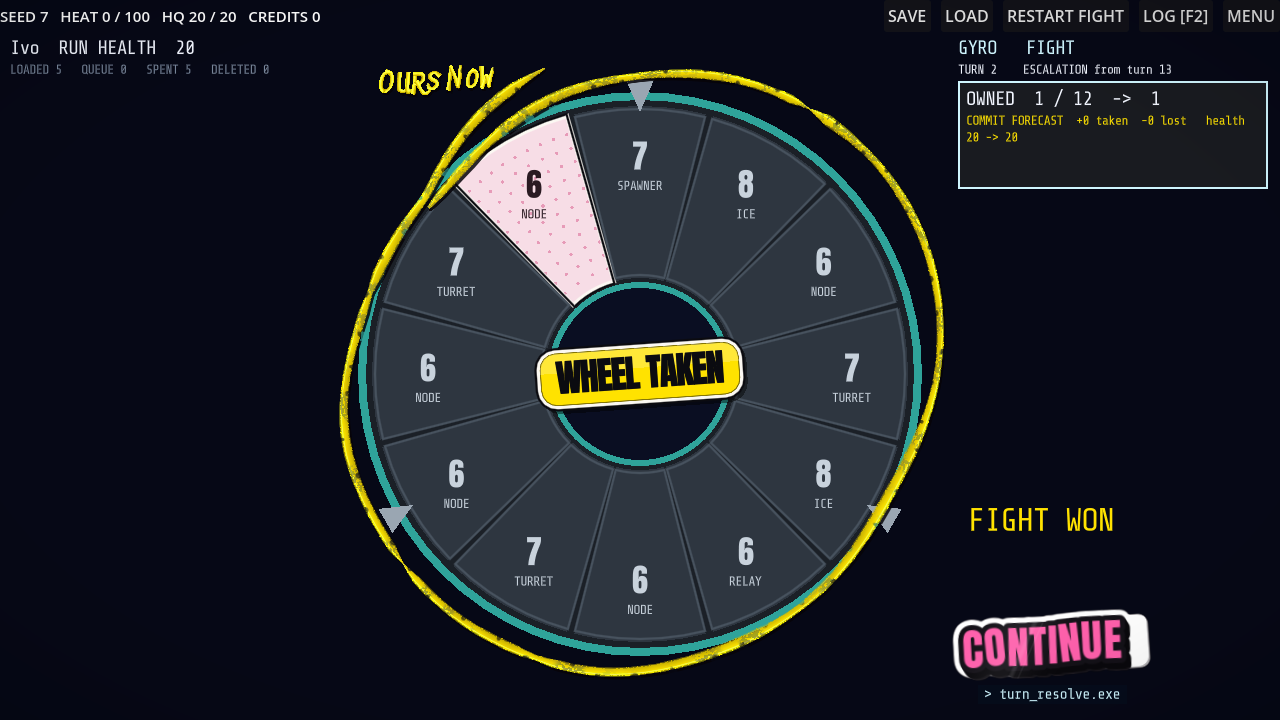 SEED 7 HEAT 0 / 100 HQ 20 / 20 CREDITS 0
SAVE LOAD RESTART FIGHT LOG [F2] MENU
Ivo RUN HEALTH 20
LOADED 5 QUEUE 0 SPENT 5 DELETED 0
GYRO FIGHT
TURN 2 ESCALATION from turn 13
OWNED 1 / 12 -> 1
COMMIT FORECAST +0 taken -0 lost health
20 -> 20
OURS NOW
7
SPAWNER
8
ICE
6
NODE
7
TURRET
8
ICE
6
RELAY
6
NODE
7
TURRET
6
NODE
6
NODE
7
TURRET
6
NODE
WHEEL TAKEN
FIGHT WON
CONTINUE
> turn_resolve.exe